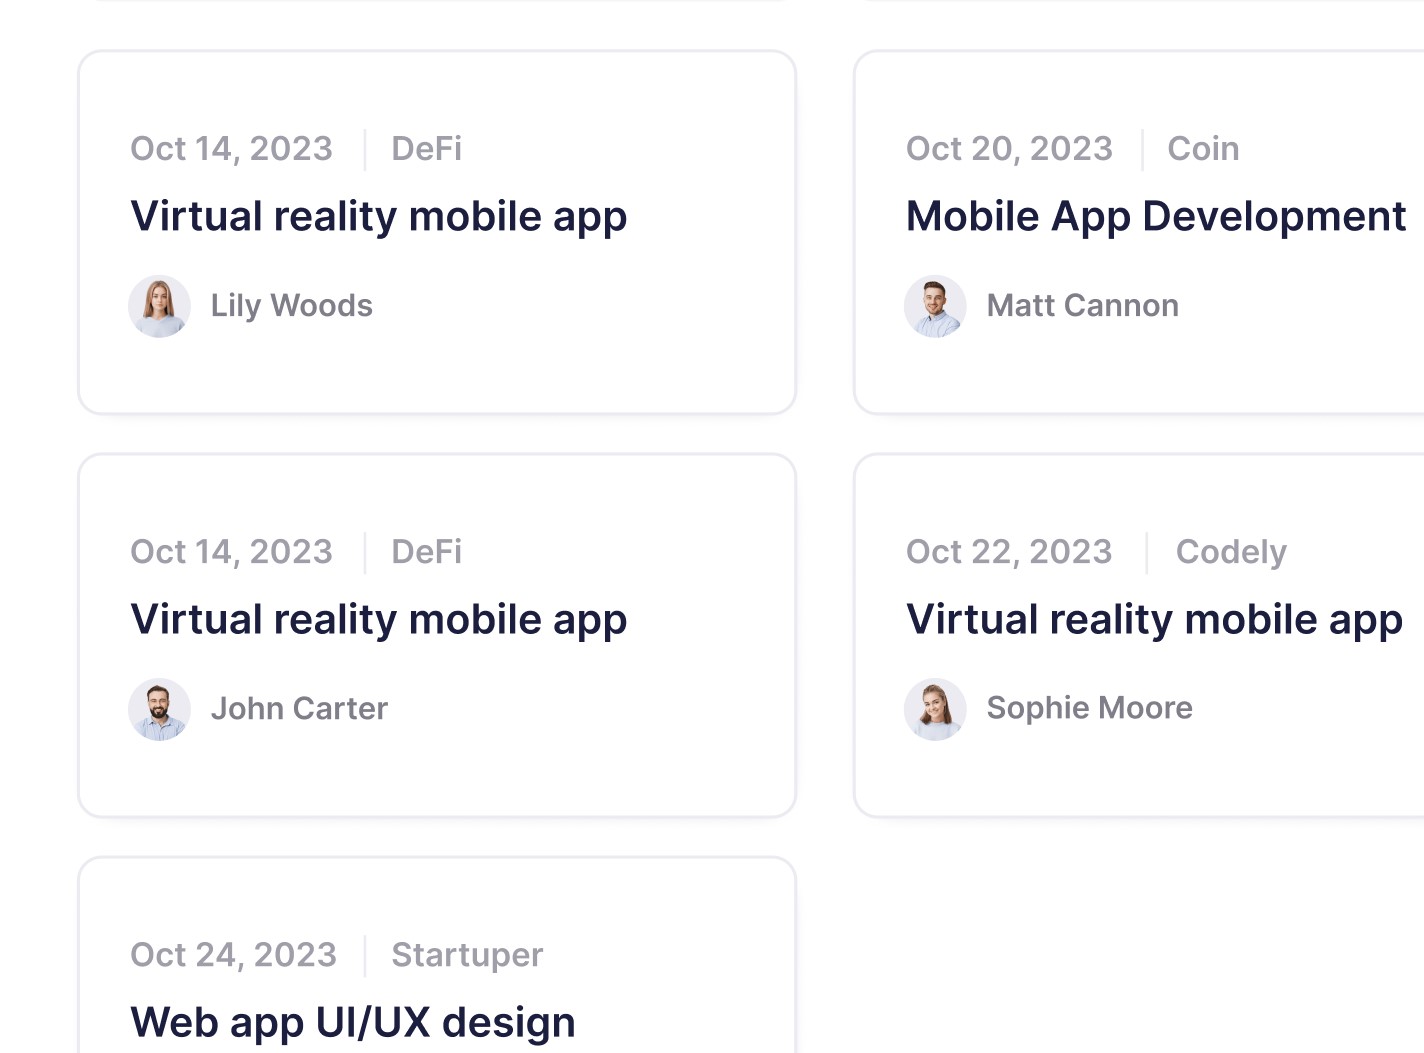 Oct 14, 2023 DeFi
Virtual reality mobile app
Lily Woods
Oct 20, 2023 Coin
Mobile App Development
Matt Cannon
Oct 14, 2023 DeFi
Virtual reality mobile app
John Carter
Oct 22, 2023 Codely
Virtual reality mobile app
Sophie Moore
Oct 24, 2023 Startuper
Web app UI/UX design